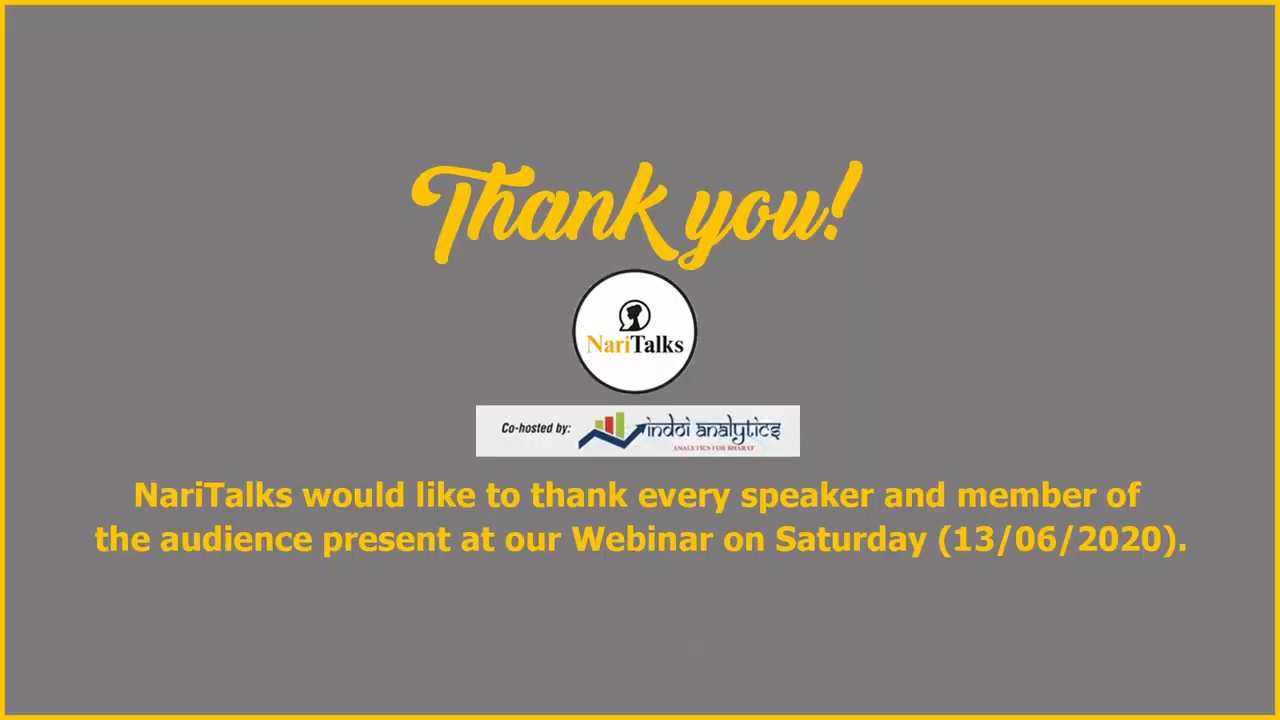 Thank you!
NariTalks
Co-hosted by: indoi analytics
ANALYTICS FOR BHARAT
NariTalks would like to thank every speaker and member of
the audience present at our Webinar on Saturday (13/06/2020).